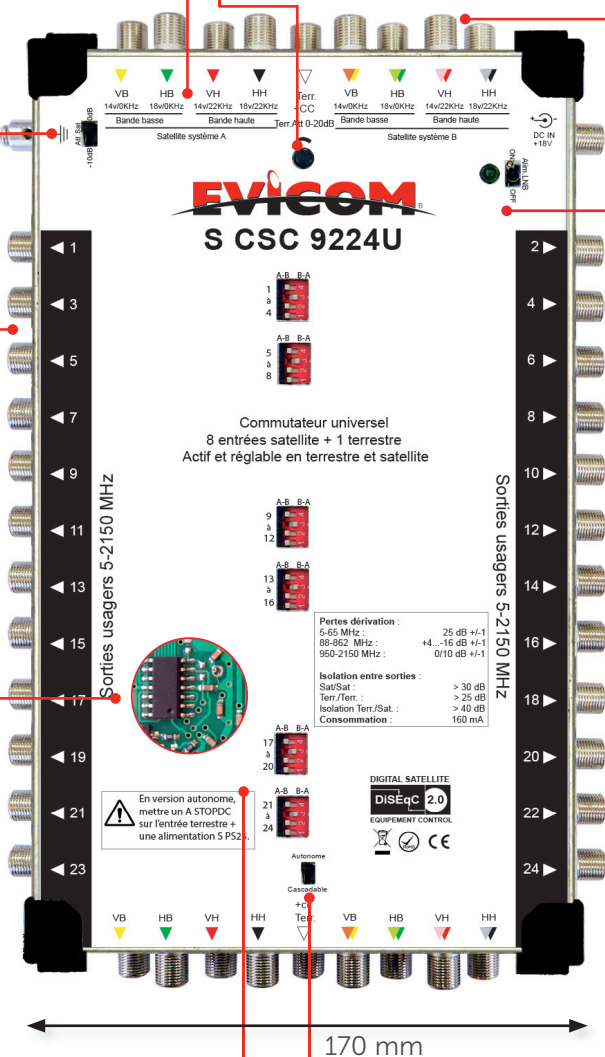 VB HB VH HH Terr. VB HB VH HH
14v/0KHz 18v/0KHz 14v/22KHz 18v/22KHz +CC 14v/0KHz 18v/0KHz 14v/22KHz 18v/22KHz
Bande basse Bande haute Terr.Att 0-20dB Bande basse Bande haute
Satellite système A Satellite système B
Att Sat
0dB
-10dB
DC IN
+18V
Alim LNB
ON
OFF
EVICOM®
S CSC 9224U
1 2
3 4
5 6
7 8
9 10
11 12
13 14
15 16
17 18
19 20
21 22
23 24
A-B B-A
1
à
4
A-B B-A
5
à
8
Commutateur universel
8 entrées satellite + 1 terrestre
Actif et réglable en terrestre et satellite
A-B B-A
9
à
12
A-B B-A
13
à
16
Sorties usagers 5-2150 MHz
Sorties usagers 5-2150 MHz
Pertes dérivation :
5-65 MHz : 25 dB +/-1
88-862 MHz : +4...-16 dB +/-1
950-2150 MHz : 0/10 dB +/-1
Isolation entre sorties :
Sat/Sat : > 30 dB
Terr./Terr. : > 25 dB
Isolation Terr./Sat. : > 40 dB
Consommation : 160 mA
A-B B-A
17
à
20
A-B B-A
21
à
24
En version autonome,
mettre un A STOPDC
sur l'entrée terrestre +
une alimentation S PS25.
DIGITAL SATELLITE
DiSEqC 2.0
EQUIPEMENT CONTROL
RoHS CE
Autonome
Cascadable
+cc
VB HB VH HH Terr. VB HB VH HH
170 mm